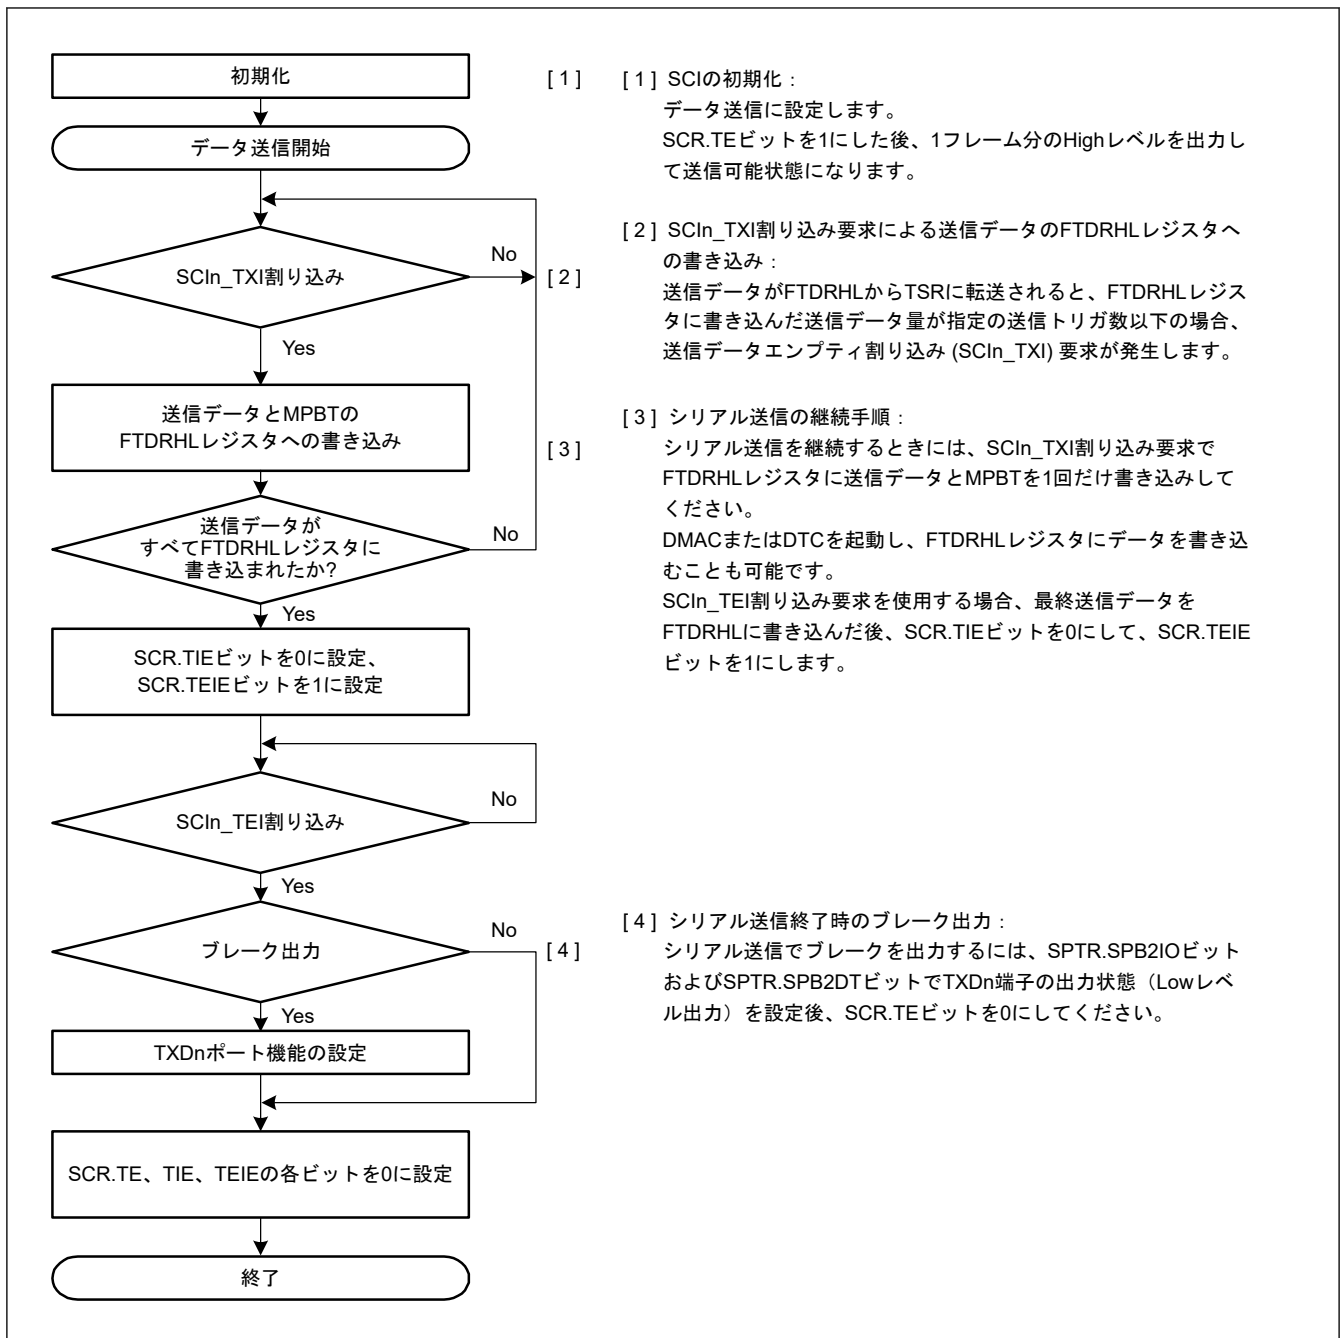 初期化
[ 1 ]
データ送信開始
SCIn_TXI割り込み
No
[ 2 ]
Yes
送信データとMPBTの
FTDRHLレジスタへの書き込み
[ 3 ]
送信データが
すべてFTDRHLレジスタに
書き込まれたか?
No
Yes
SCR.TIEビットを0に設定、
SCR.TEIEビットを1に設定
SCIn_TEI割り込み
No
Yes
ブレーク出力
No
[ 4 ]
Yes
TXDnポート機能の設定
SCR.TE、TIE、TEIEの各ビットを0に設定
終了
[ 1 ] SCIの初期化：
データ送信に設定します。
SCR.TEビットを1にした後、1フレーム分のHighレベルを出力し
て送信可能状態になります。
[ 2 ] SCIn_TXI割り込み要求による送信データのFTDRHLレジスタへ
の書き込み：
送信データがFTDRHLからTSRに転送されると、FTDRHLレジス
タに書き込んだ送信データ量が指定の送信トリガ数以下の場合、
送信データエンプティ割り込み (SCIn_TXI) 要求が発生します。
[ 3 ] シリアル送信の継続手順：
シリアル送信を継続するときには、SCIn_TXI割り込み要求で
FTDRHLレジスタに送信データとMPBTを1回だけ書き込みして
ください。
DMACまたはDTCを起動し、FTDRHLレジスタにデータを書き込
むことも可能です。
SCIn_TEI割り込み要求を使用する場合、最終送信データを
FTDRHLに書き込んだ後、SCR.TIEビットを0にして、SCR.TEIE
ビットを1にします。
[ 4 ] シリアル送信終了時のブレーク出力：
シリアル送信でブレークを出力するには、SPTR.SPB2IOビット
およびSPTR.SPB2DTビットでTXDn端子の出力状態（Lowレベ
ル出力）を設定後、SCR.TEビットを0にしてください。